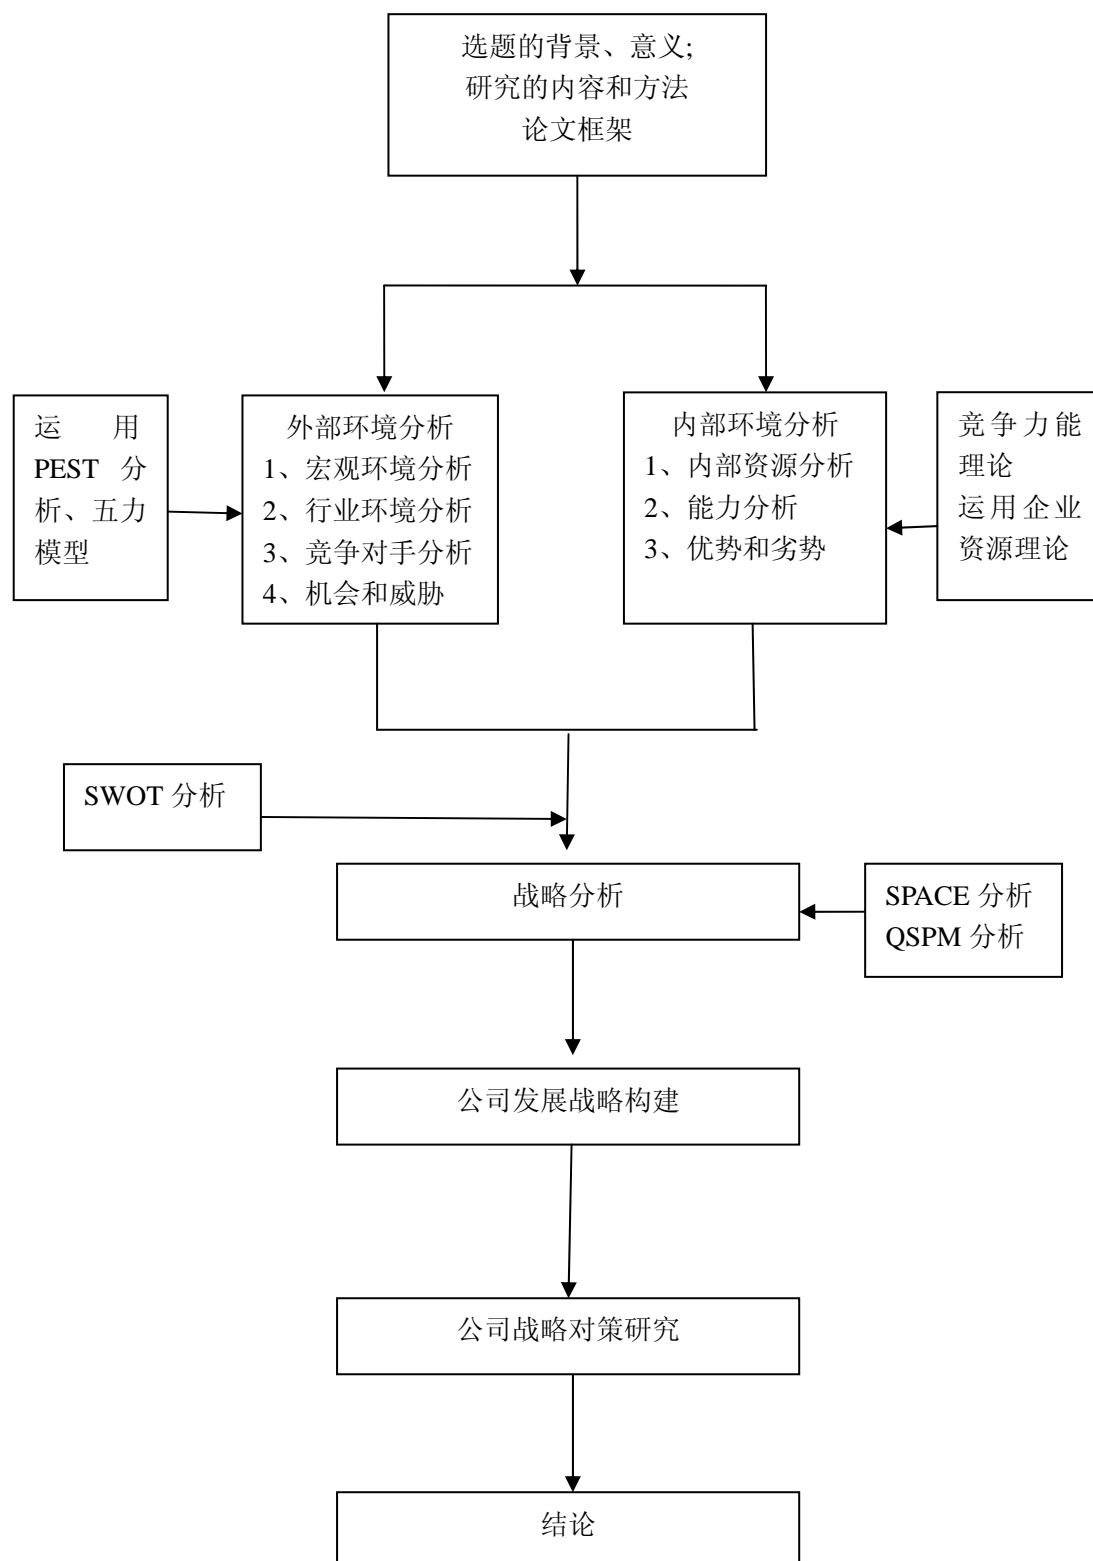 选题的背景、意义;
研究的内容和方法
论文框架
运用
PEST 分
析、五力
模型
外部环境分析
1、宏观环境分析
2、行业环境分析
3、竞争对手分析
4、机会和威胁
内部环境分析
1、内部资源分析
2、能力分析
3、优势和劣势
竞争力能
理论
运用企业
资源理论
SWOT 分析
战略分析
SPACE 分析
QSPM 分析
公司发展战略构建
公司战略对策研究
结论